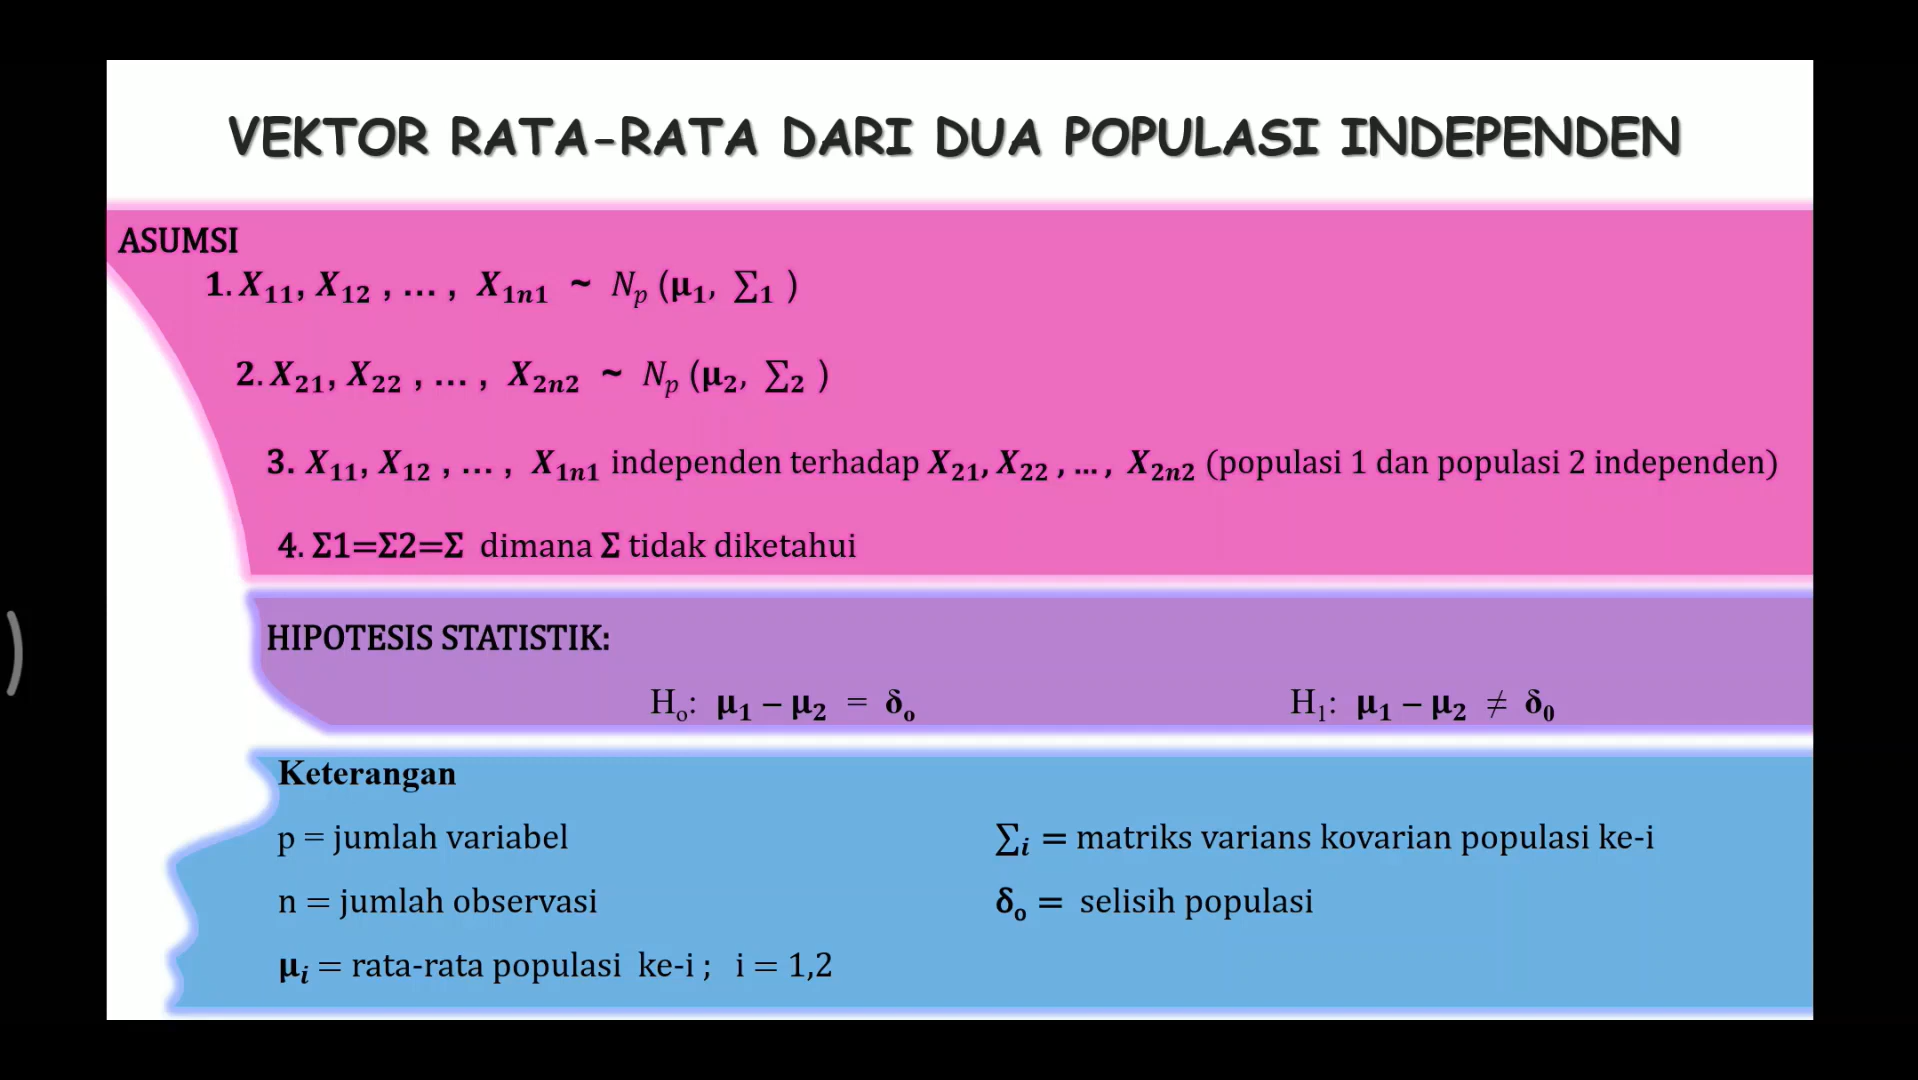 VEKTOR RATA-RATA DARI DUA POPULASI INDEPENDEN
ASUMSI
1. X₁₁, X₁₂ , … , X₁ₙ₁ ~ Nₚ (μ₁, ∑₁ )
2. X₂₁, X₂₂ , … , X₂ₙ₂ ~ Nₚ (μ₂, ∑₂ )
3. X₁₁, X₁₂ , … , X₁ₙ₁ independen terhadap X₂₁, X₂₂ , … , X₂ₙ₂ (populasi 1 dan populasi 2 independen)
4. Σ1=Σ2=Σ dimana Σ tidak diketahui
HIPOTESIS STATISTIK:
Hₒ: μ₁ – μ₂ = δₒ H₁: μ₁ – μ₂ ≠ δ₀
Keterangan
p = jumlah variabel ∑ᵢ = matriks varians kovarian populasi ke-i
n = jumlah observasi δₒ = selisih populasi
μᵢ = rata-rata populasi ke-i ; i = 1,2